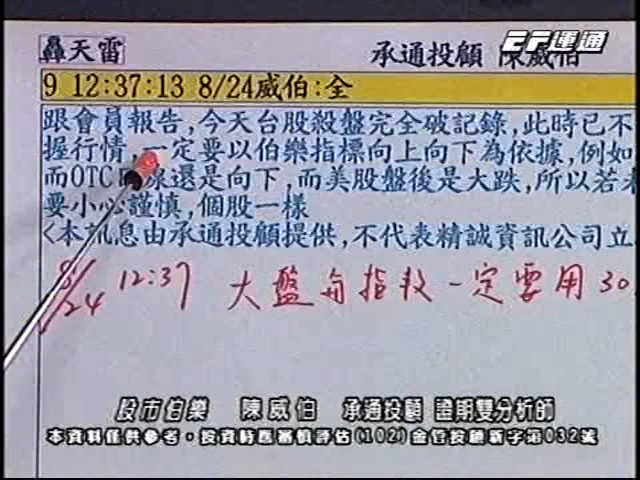 轟天雷
承通投顧 陳威伯
EF運通
9 12:37:13 8/24威伯:全
跟會員報告,今天台股殺盤完全破記錄,此時已不
握行情,一定要以伯樂指標向上向下為依據,例如
而OTC 線還是向下,而美股盤後是大跌,所以若
要小心謹慎,個股一樣
<本訊息由承通投顧提供,不代表精誠資訊公司立
8/24 12:37 大盤與指數一定要用30
股市伯樂 陳威伯 承通投顧 證期雙分析師
本資料僅供參考,投資時應審慎評估(102)金管投顧新字第032號